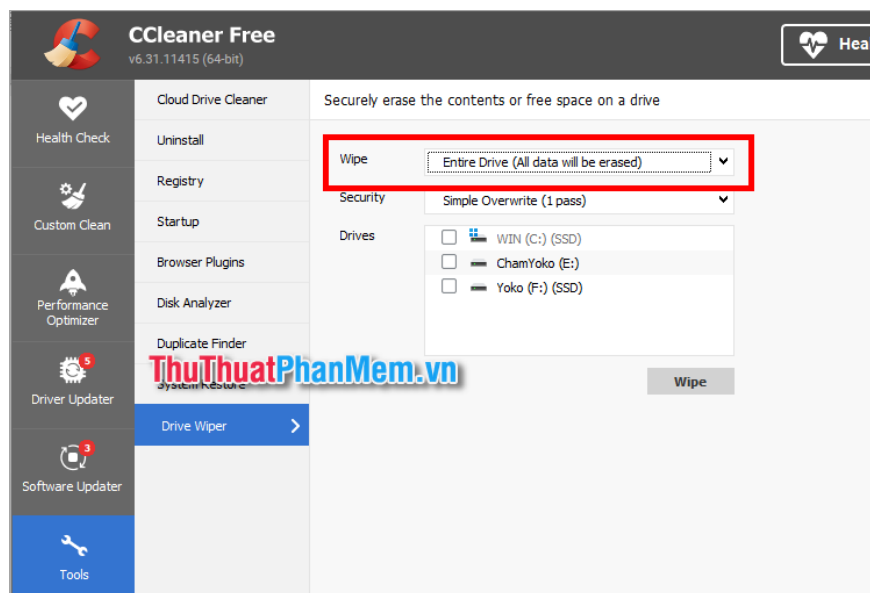 CCleaner Free
v6.31.11415 (64-bit)
Heal
Health Check
Custom Clean
Performance
Optimizer
5
Driver Updater
3
Software Updater
Tools
Cloud Drive Cleaner
Uninstall
Registry
Startup
Browser Plugins
Disk Analyzer
Duplicate Finder
System Restore
Drive Wiper
Securely erase the contents or free space on a drive
Wipe
Entire Drive (All data will be erased)
Security
Simple Overwrite (1 pass)
Drives
WIN (C:) (SSD)
ChamYoko (E:)
Yoko (F:) (SSD)
Wipe
ThuThuatPhanMem.vn